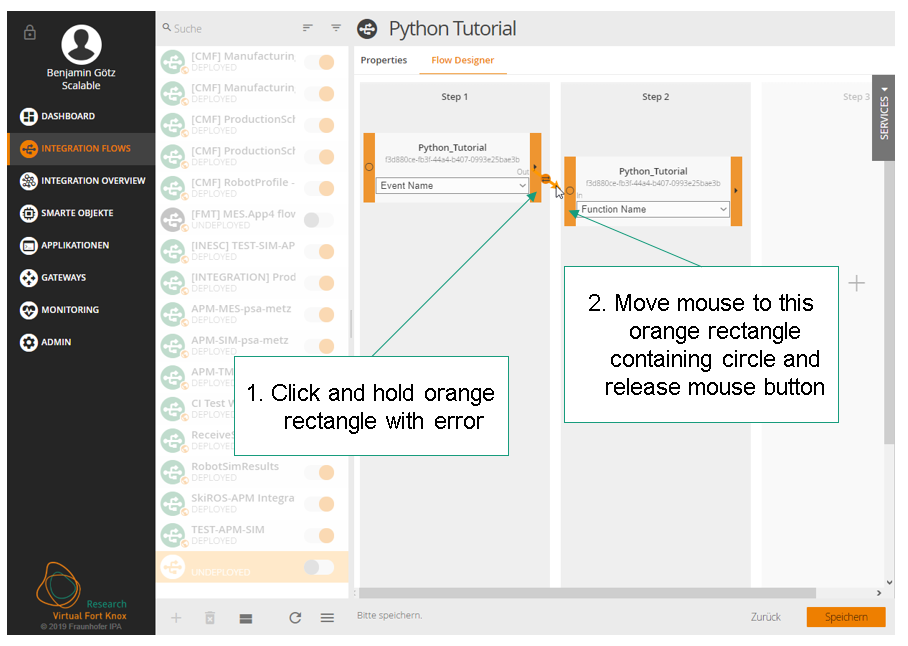 Benjamin Götz
Scalable
DASHBOARD
INTEGRATION FLOWS
INTEGRATION OVERVIEW
SMARTE OBJEKTE
APPLIKATIONEN
GATEWAYS
MONITORING
ADMIN
Research
Virtual Fort Knox
© 2019 Fraunhofer IPA
Suche
[CMF] Manufacturin
DEPLOYED
[CMF] Manufacturin
DEPLOYED
[CMF] ProductionSch
DEPLOYED
[CMF] ProductionSch
DEPLOYED
[CMF] RobotProfile -
DEPLOYED
[FMT] MES.App4 flow
UNDEPLOYED
[INESC] TEST-SIM-AP
DEPLOYED
[INTEGRATION] Prod
DEPLOYED
APM-MES-psa-metz
DEPLOYED
APM-SIM-psa-metz
DEPLOYED
APM-TM
DEPLOYED
CI Test W
DEPLOYED
ReceiveS
DEPLOYED
RobotSimResults
DEPLOYED
SkiROS-APM Integra
DEPLOYED
TEST-APM-SIM
DEPLOYED
UNDEPLOYED
Python Tutorial
Properties
Flow Designer
Step 1
Step 2
Step 3
SERVICES
Python_Tutorial
f3d880ce-fb3f-44a4-b407-0993e25bae3b
Out
Event Name
Python_Tutorial
f3d880ce-fb3f-44a4-b407-0993e25bae3b
In
Function Name
1. Click and hold orange
rectangle with error
2. Move mouse to this
orange rectangle
containing circle and
release mouse button
Bitte speichern.
Zurück
Speichern